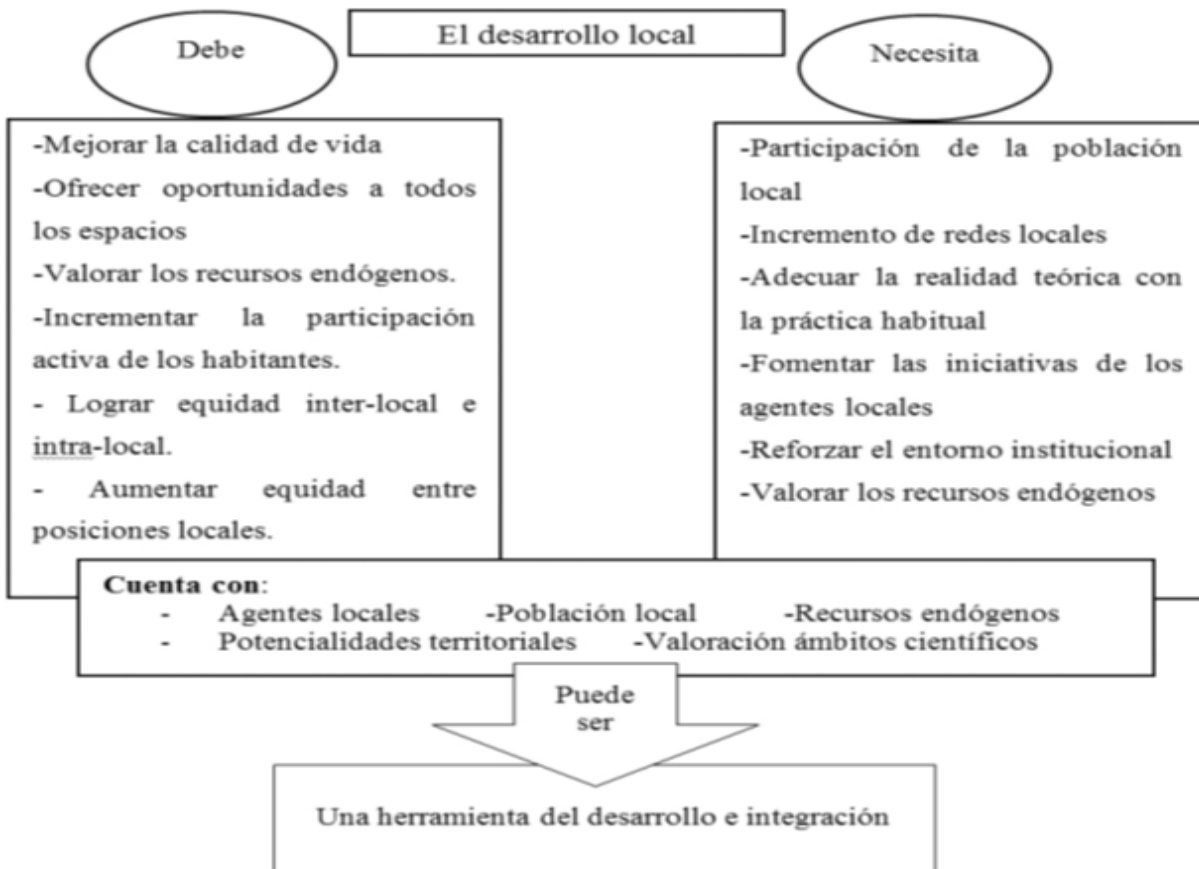 El desarrollo local
Debe
-Mejorar la calidad de vida
-Ofrecer oportunidades a todos
los espacios
-Valorar los recursos endógenos.
-Incrementar la participación
activa de los habitantes.
- Lograr equidad inter-local e
intra-local.
- Aumentar equidad entre
posiciones locales.
Necesita
-Participación de la población
local
-Incremento de redes locales
-Adecuar la realidad teórica con
la práctica habitual
-Fomentar las iniciativas de los
agentes locales
-Reforzar el entorno institucional
-Valorar los recursos endógenos
Cuenta con:
- Agentes locales -Población local -Recursos endógenos
- Potencialidades territoriales -Valoración ámbitos científicos
Puede
ser
Una herramienta del desarrollo e integración